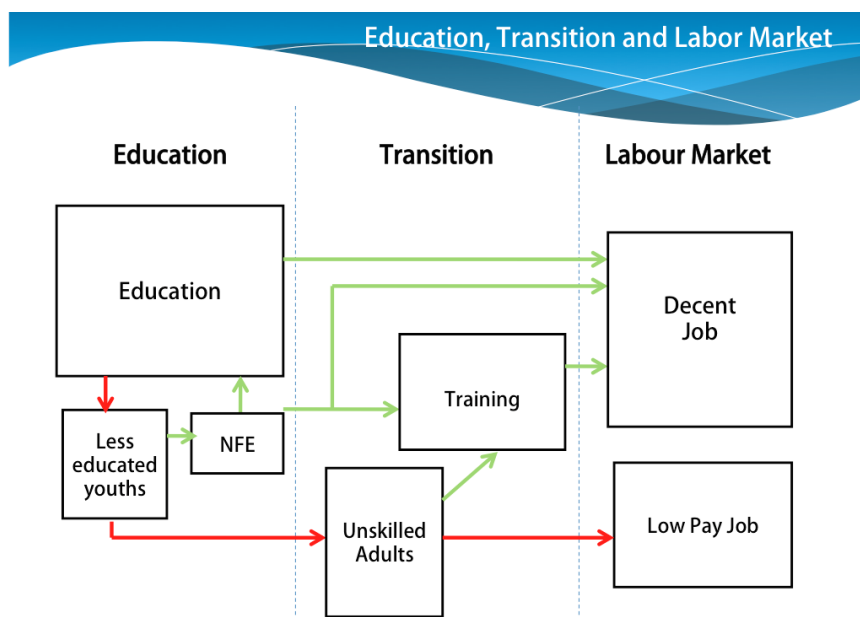 Education, Transition and Labor Market
Education
Transition
Labour Market
Education
Decent
Job
Training
Less
educated
youths
NFE
Unskilled
Adults
Low Pay Job